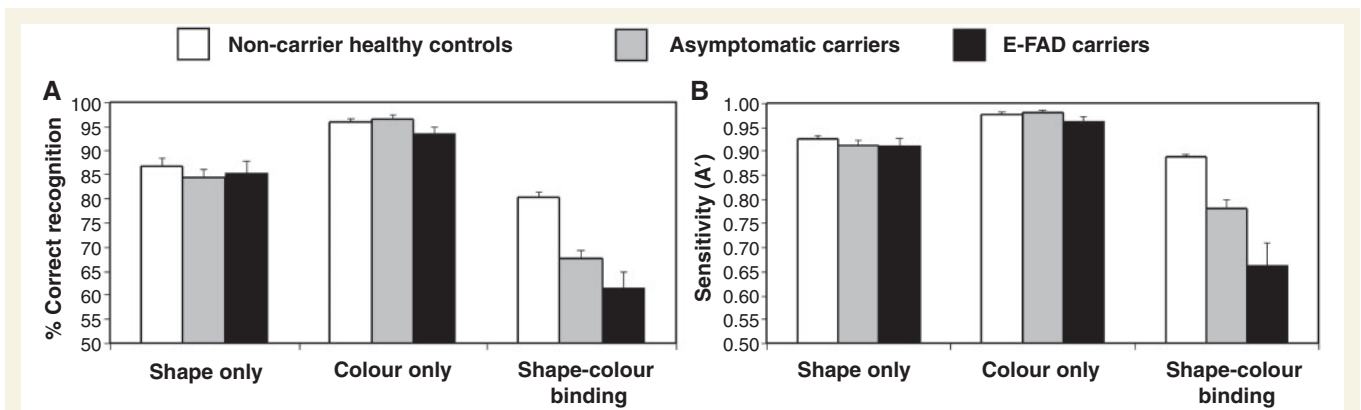 Non-carrier healthy controls
Asymptomatic carriers
E-FAD carriers
A
% Correct recognition
100
95
90
85
80
75
70
65
60
55
50
Shape only
Colour only
Shape-colour
binding
B
Sensitivity (A′)
1.00
0.95
0.90
0.85
0.80
0.75
0.70
0.65
0.60
0.55
0.50
Shape only
Colour only
Shape-colour
binding